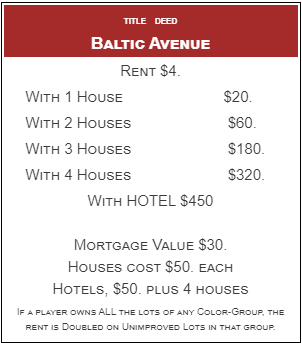 TITLE DEED
BALTIC AVENUE
RENT $4.
WITH 1 HOUSE $20.
WITH 2 HOUSES $60.
WITH 3 HOUSES $180.
WITH 4 HOUSES $320.
WITH HOTEL $450
MORTGAGE VALUE $30.
HOUSES COST $50. EACH
HOTELS, $50. PLUS 4 HOUSES
IF A PLAYER OWNS ALL THE LOTS OF ANY COLOR-GROUP, THE
RENT IS DOUBLED ON UNIMPROVED LOTS IN THAT GROUP.